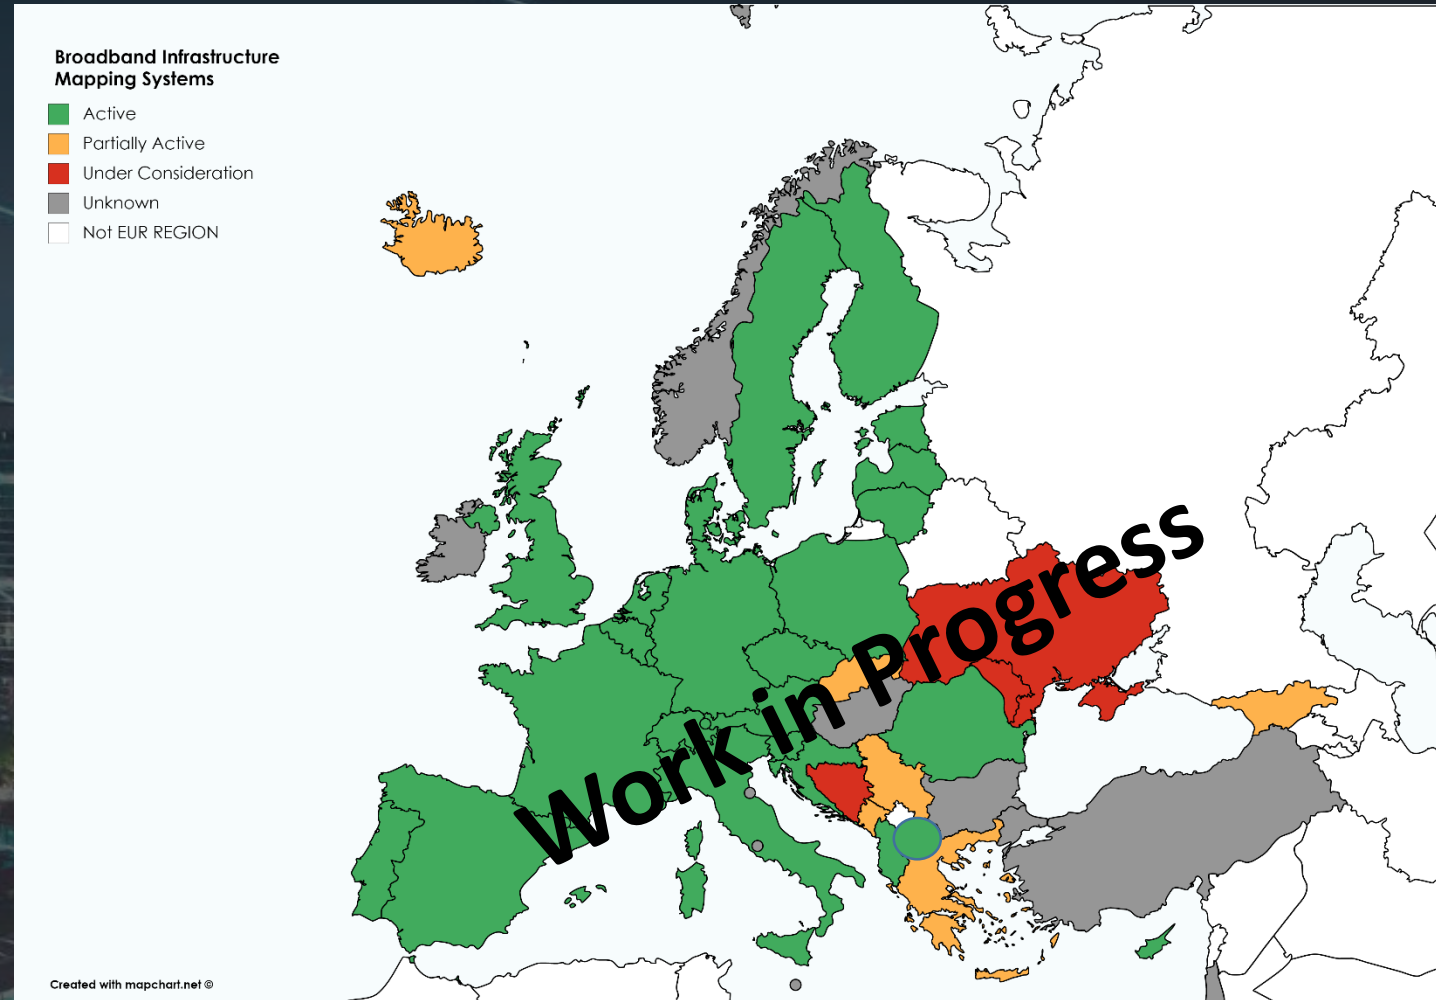 Broadband Infrastructure
Mapping Systems
Active
Partially Active
Under Consideration
Unknown
Not EUR REGION
Work in Progress
Created with mapchart.net ©